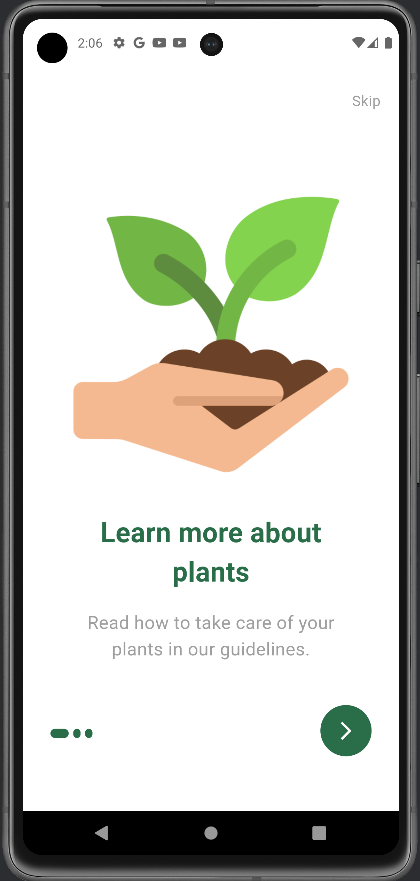 2:06
Skip
Learn more about
plants
Read how to take care of your
plants in our guidelines.